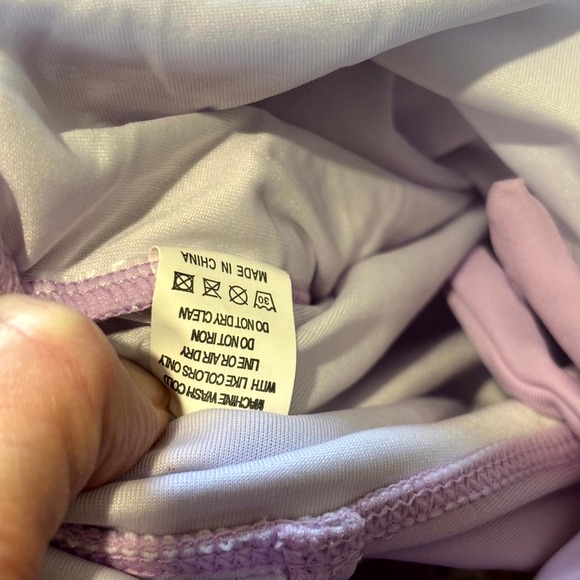 MACHINE WASH COLD
WITH LIKE COLORS ONLY
LINE OR AIR DRY
DO NOT IRON
DO NOT DRY CLEAN
30
MADE IN CHINA